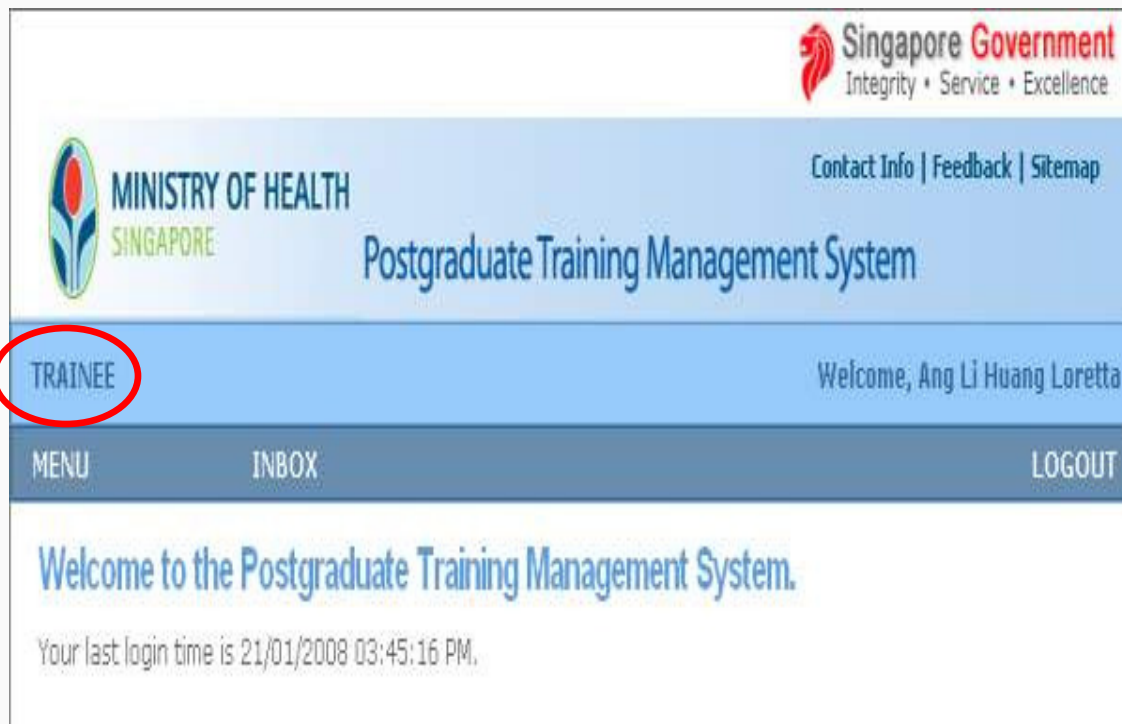 Singapore Government
Integrity • Service • Excellence
Contact Info | Feedback | Sitemap
MINISTRY OF HEALTH
SINGAPORE
Postgraduate Training Management System
TRAINEE
Welcome, Ang Li Huang Loretta
MENU INBOX LOGOUT
Welcome to the Postgraduate Training Management System.
Your last login time is 21/01/2008 03:45:16 PM.